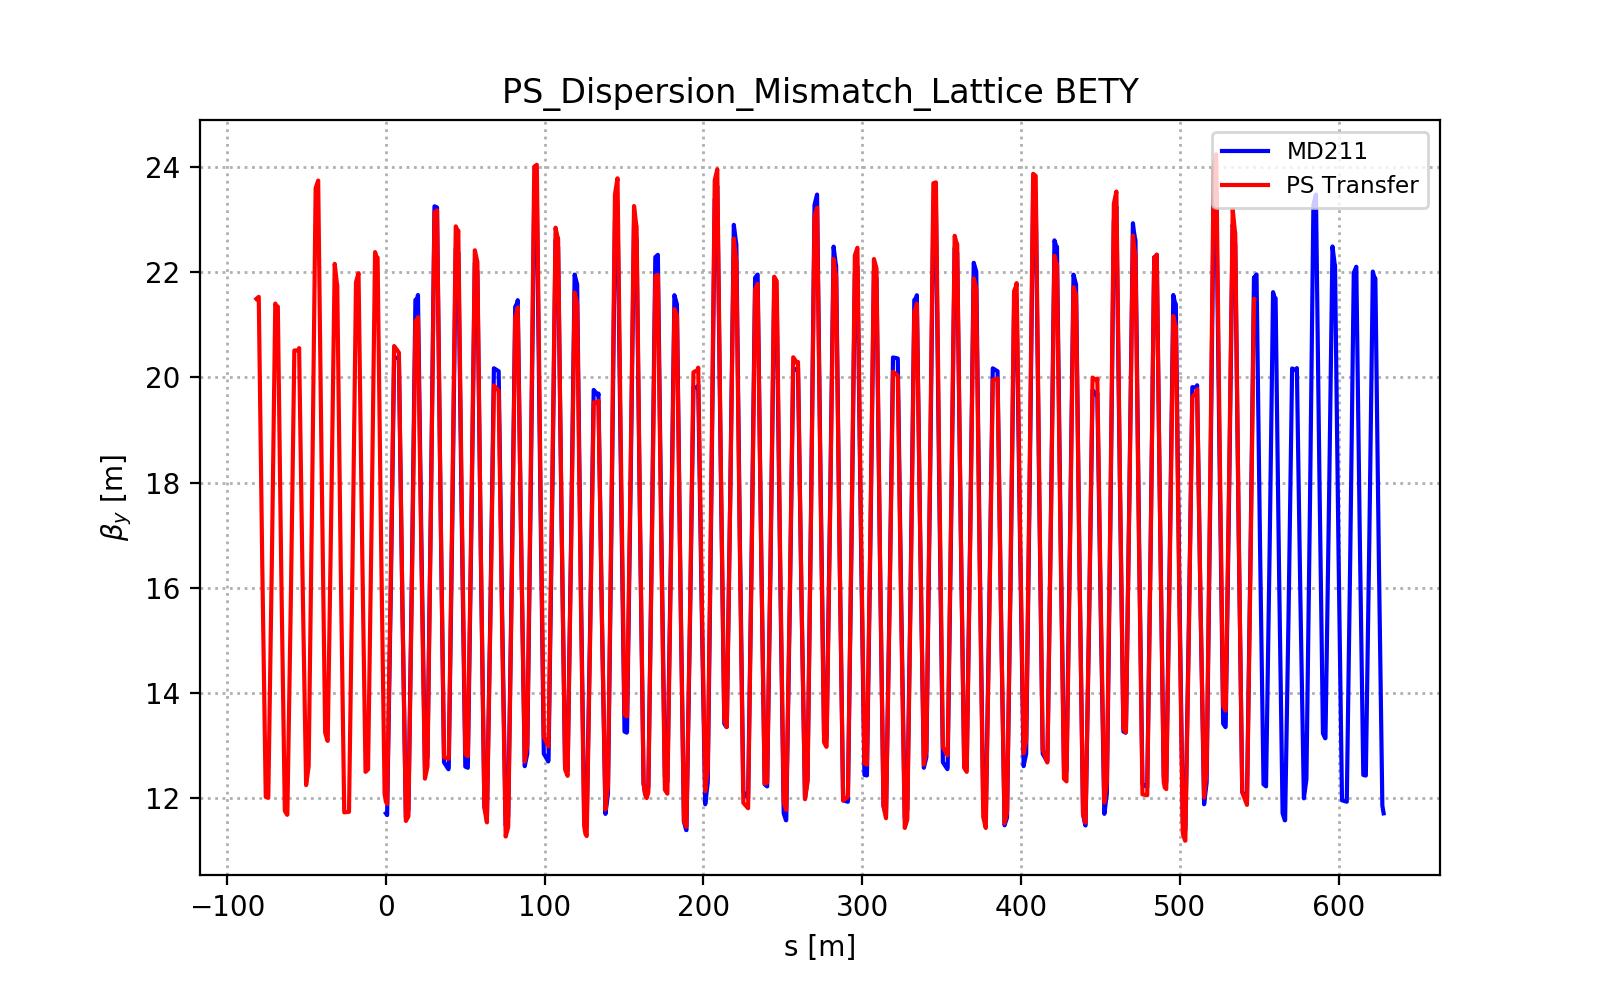 PS_Dispersion_Mismatch_Lattice BETY
MD211
PS Transfer
24
22
20
18
16
14
12
β_y [m]
−100 0 100 200 300 400 500 600
s [m]